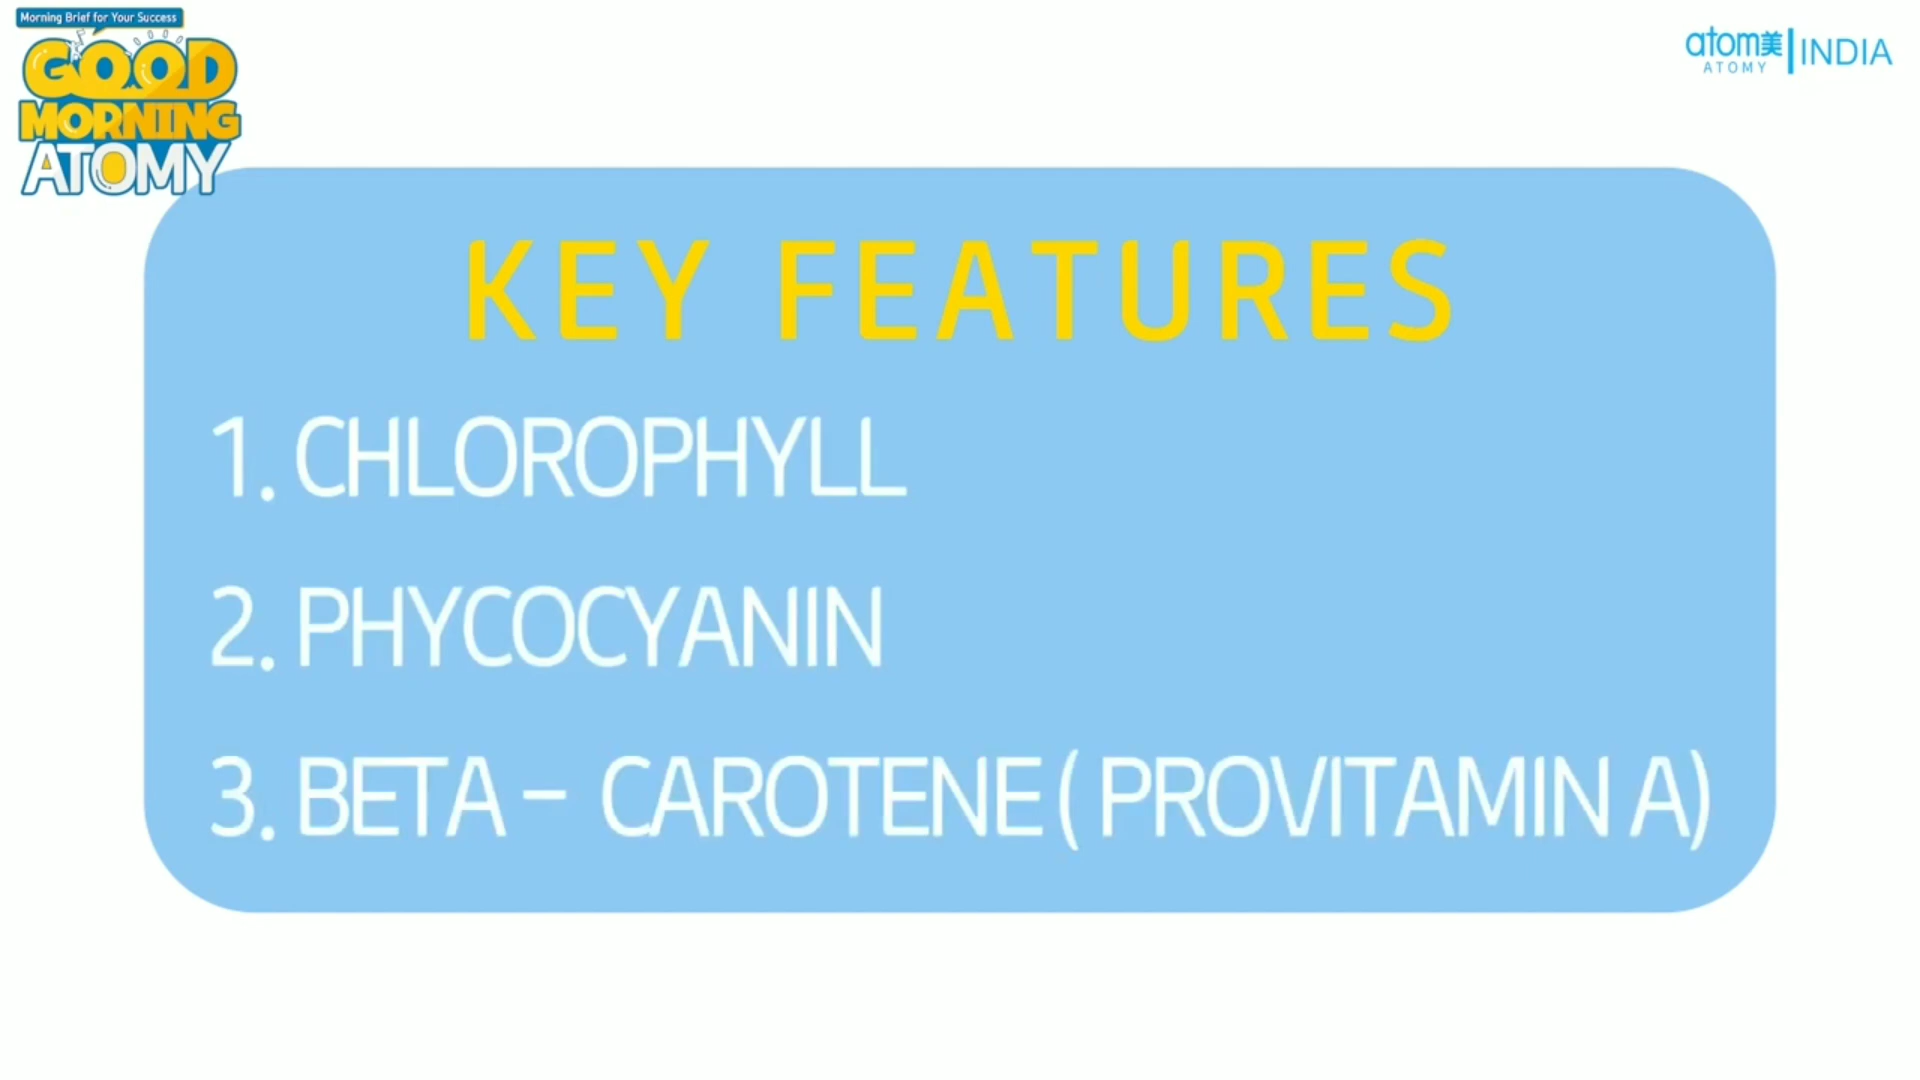 Morning Brief for Your Success
GOOD
MORNING
ATOMY
atom美
ATOMY
INDIA
KEY FEATURES
1. CHLOROPHYLL
2. PHYCOCYANIN
3. BETA – CAROTENE ( PROVITAMIN A)